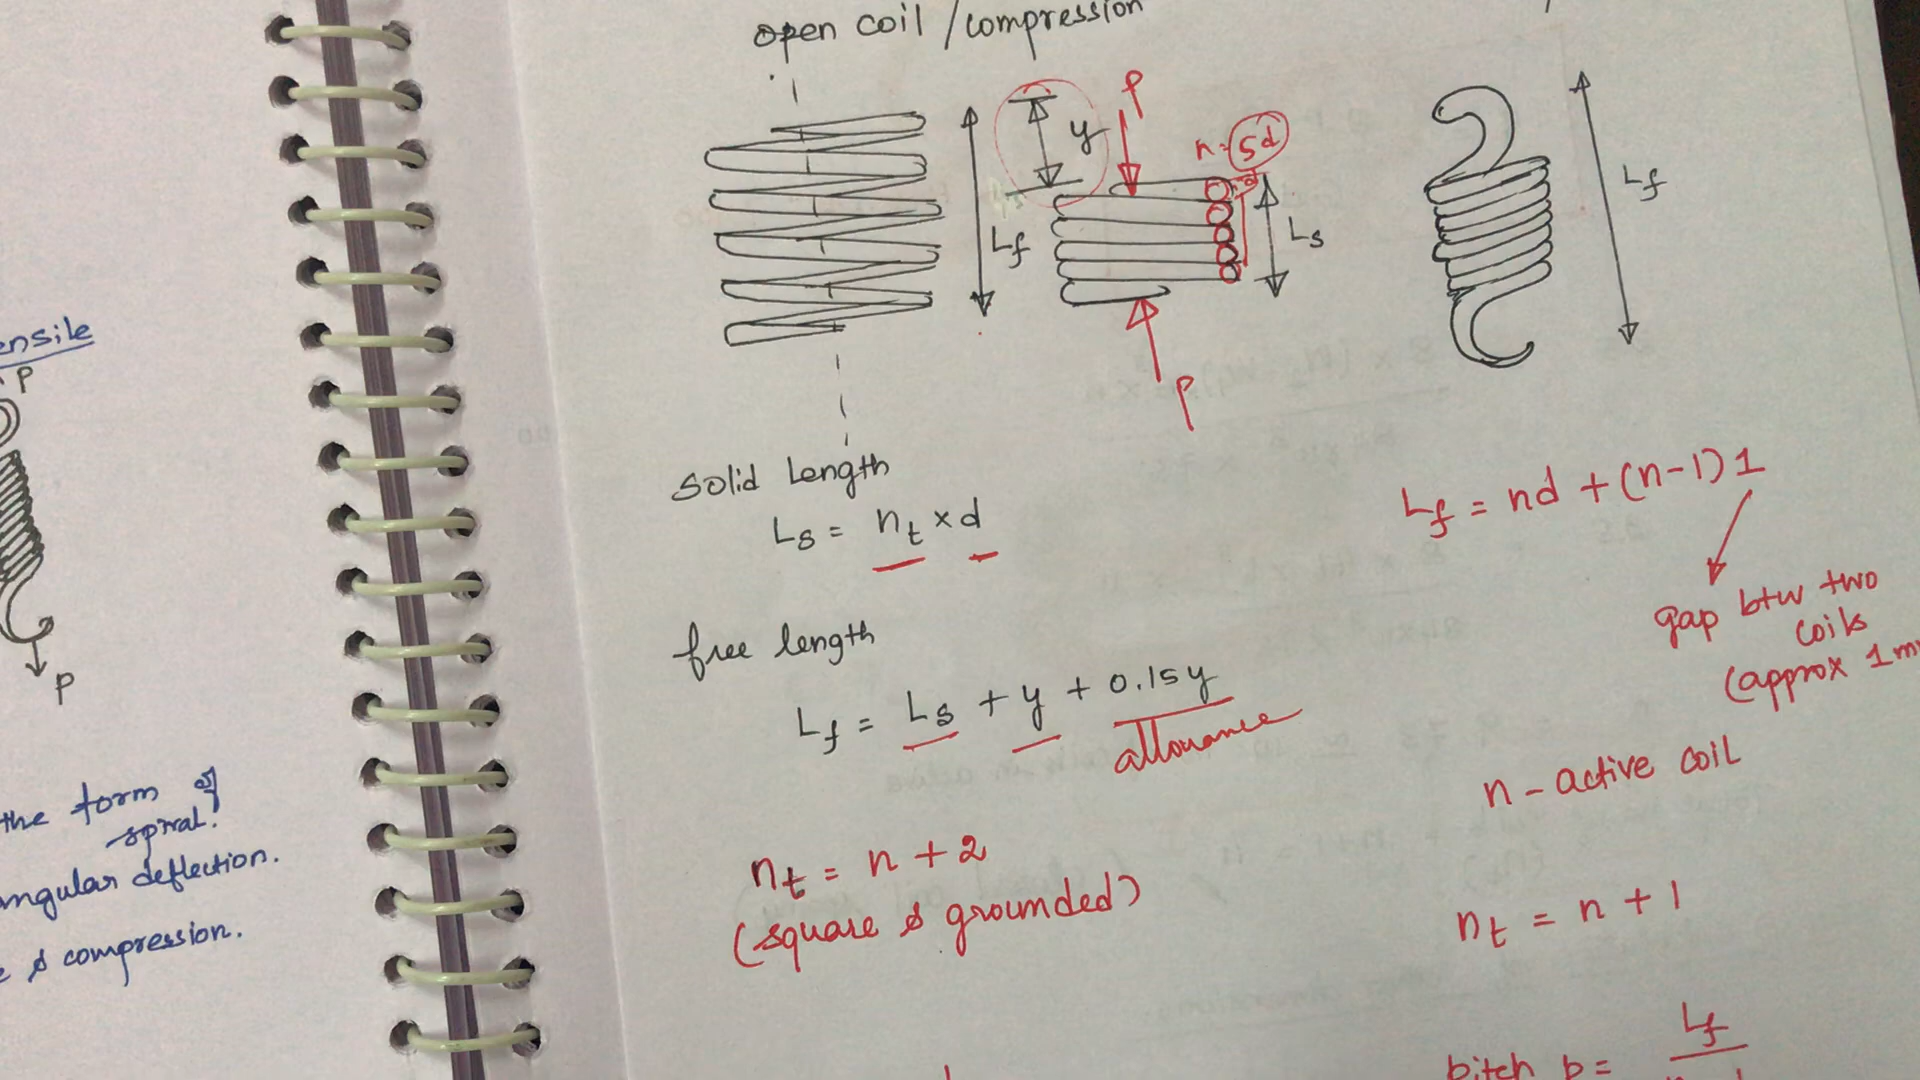 open coil / compression
P
y
n = 5d
d
Lf
Ls
Lf
P
ensile
P
P
the form of
spiral.
angular deflection.
& compression.
solid Length
Ls = nt × d
free length
Lf = Ls + y + 0.15y
allowance
nt = n + 2
(square & grounded)
Lf = nd + (n-1) 1
gap btw two
coils
(approx 1m
n - active coil
nt = n + 1
Lf
pitch p =